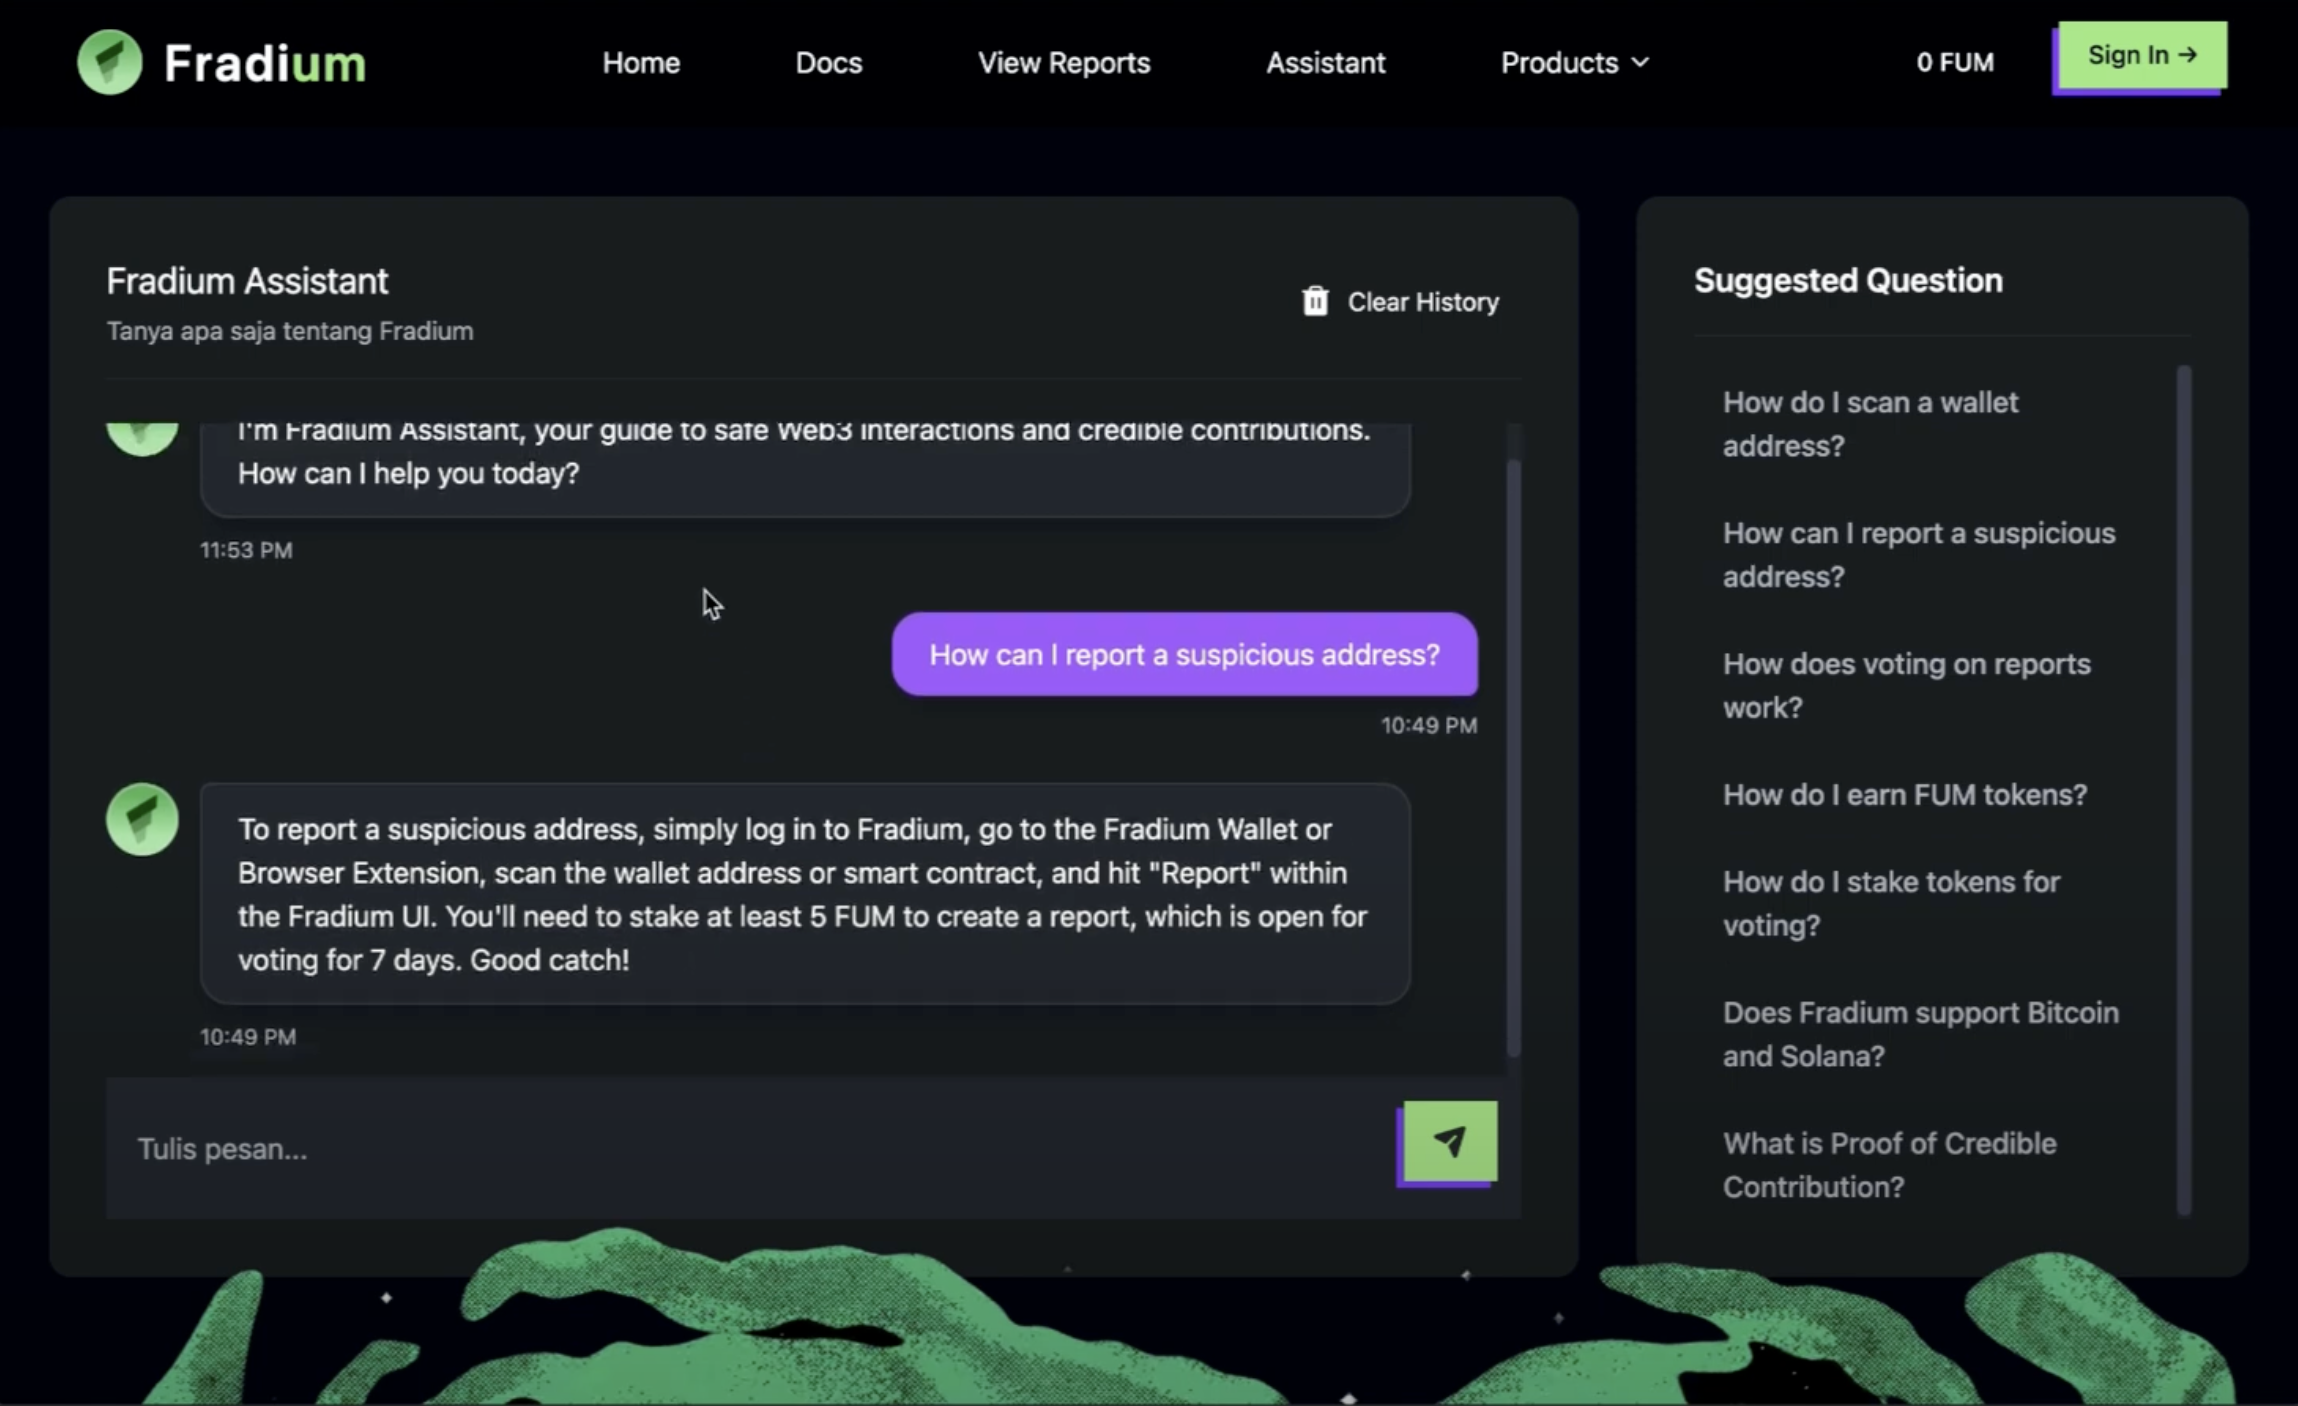 Fradium
Home
Docs
View Reports
Assistant
Products
0 FUM
Sign In →
Fradium Assistant
Tanya apa saja tentang Fradium
Clear History
I'm Fradium Assistant, your guide to safe Web3 interactions and credible contributions.
How can I help you today?
11:53 PM
How can I report a suspicious address?
10:49 PM
To report a suspicious address, simply log in to Fradium, go to the Fradium Wallet or
Browser Extension, scan the wallet address or smart contract, and hit "Report" within
the Fradium UI. You'll need to stake at least 5 FUM to create a report, which is open for
voting for 7 days. Good catch!
10:49 PM
Tulis pesan...
Suggested Question
How do I scan a wallet
address?
How can I report a suspicious
address?
How does voting on reports
work?
How do I earn FUM tokens?
How do I stake tokens for
voting?
Does Fradium support Bitcoin
and Solana?
What is Proof of Credible
Contribution?